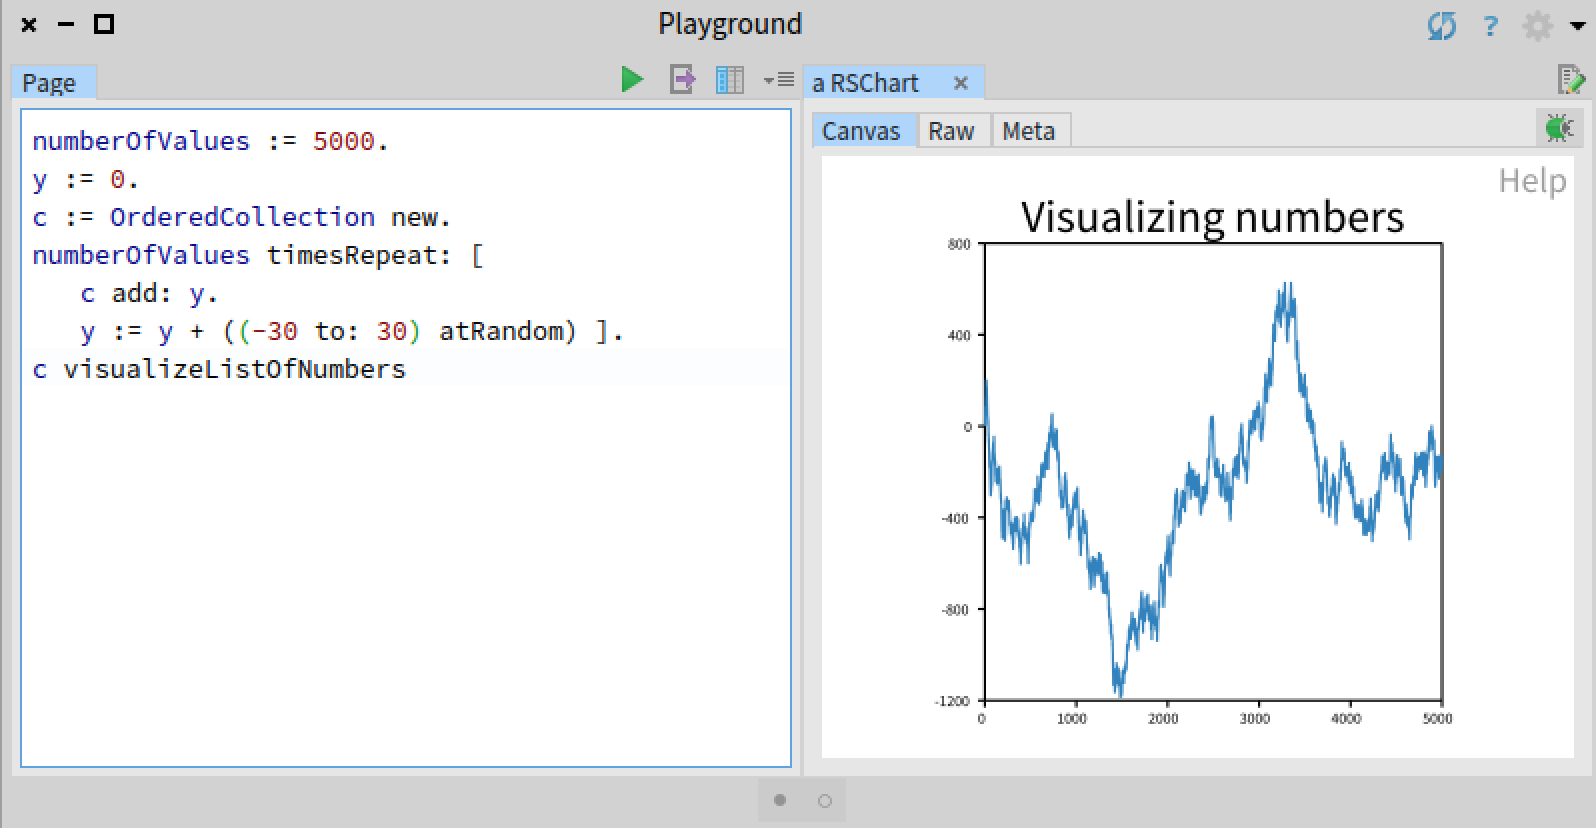 Playground
?
Page
numberOfValues := 5000.
y := 0.
c := OrderedCollection new.
numberOfValues timesRepeat: [
c add: y.
y := y + ((-30 to: 30) atRandom) ].
c visualizeListOfNumbers
a RSChart
Canvas Raw Meta
Help
Visualizing numbers
800
400
0
-400
-800
-1200
0 1000 2000 3000 4000 5000